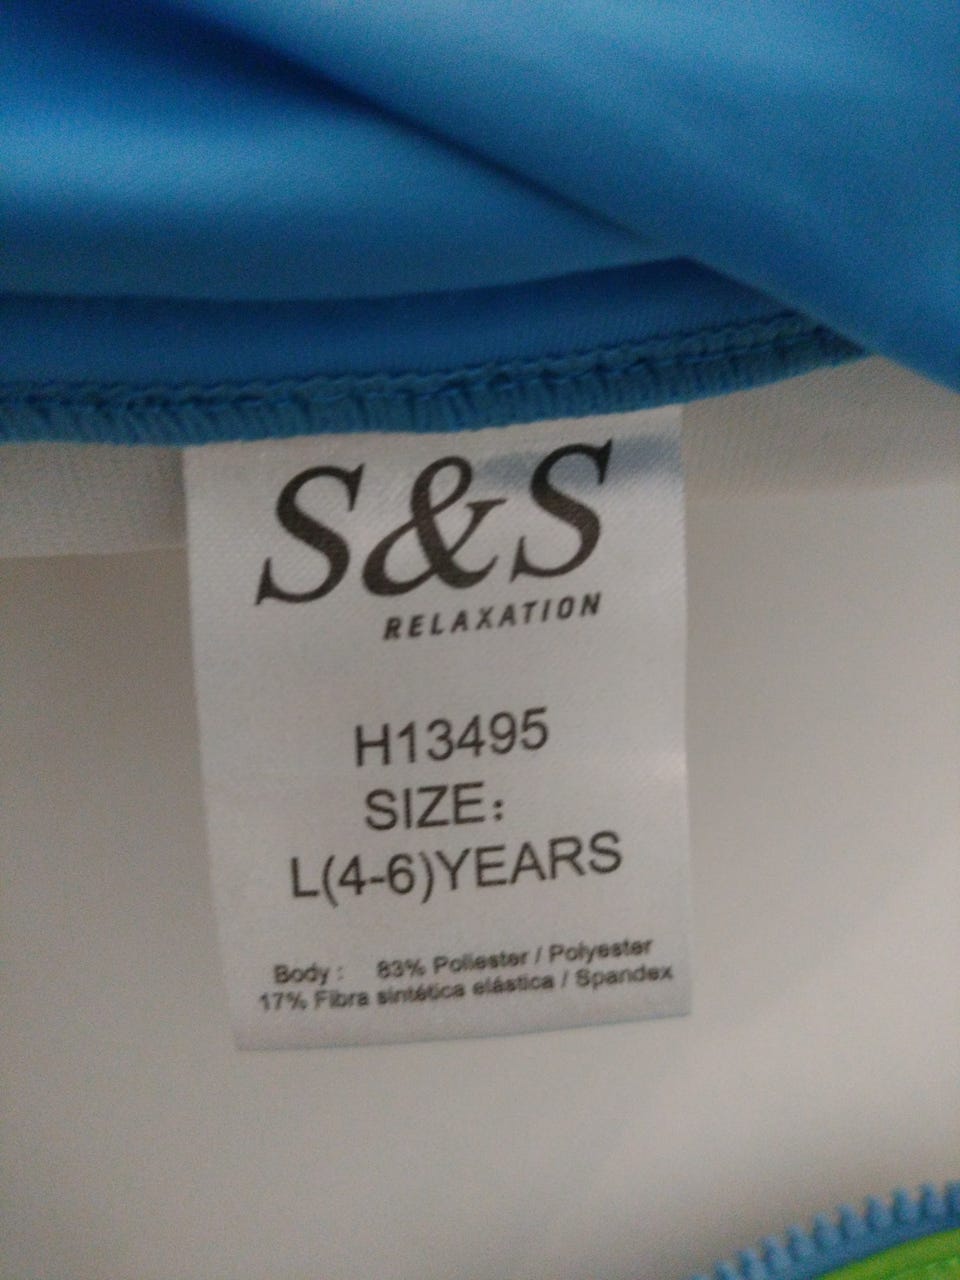 S&S
RELAXATION
H13495
SIZE:
L(4-6)YEARS
Body : 83% Poliester / Polyester
17% Fibra sintética elástica / Spandex